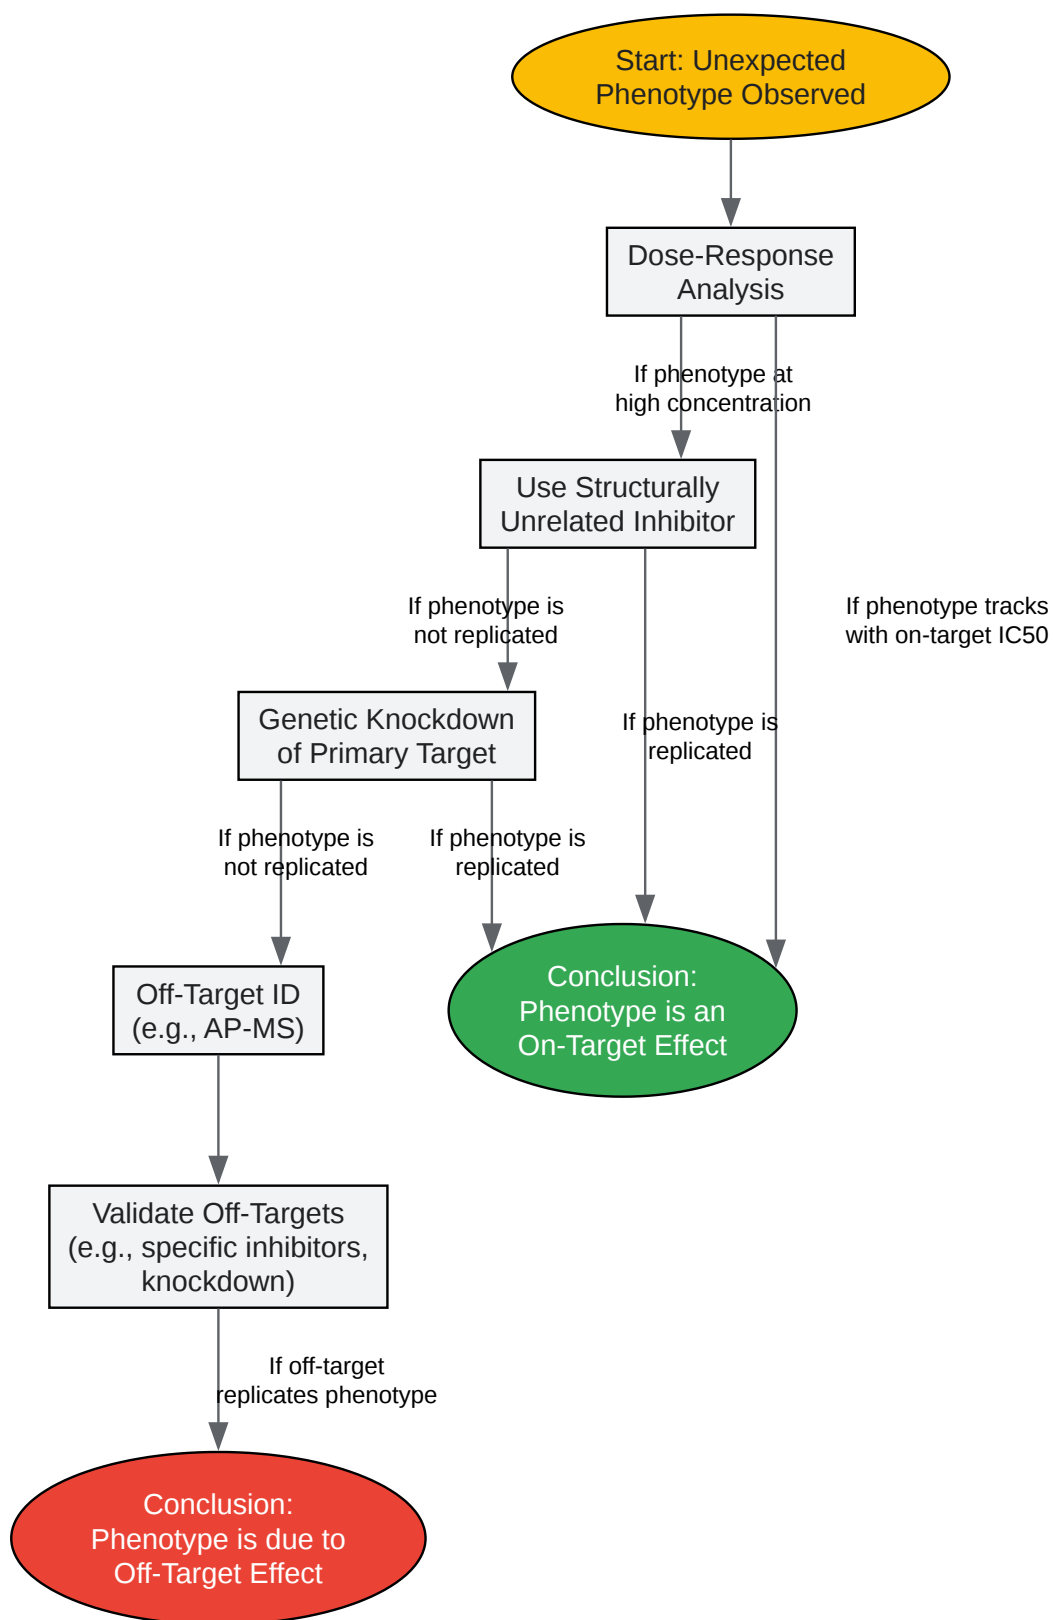 Start: Unexpected
Phenotype Observed
Dose-Response
Analysis
If phenotype at
high concentration
Use Structurally
Unrelated Inhibitor
If phenotype is
not replicated
If phenotype tracks
with on-target IC50
Genetic Knockdown
of Primary Target
If phenotype is
replicated
If phenotype is
not replicated
If phenotype is
replicated
Off-Target ID
(e.g., AP-MS)
Conclusion:
Phenotype is an
On-Target Effect
Validate Off-Targets
(e.g., specific inhibitors,
knockdown)
If off-target
replicates phenotype
Conclusion:
Phenotype is due to
Off-Target Effect